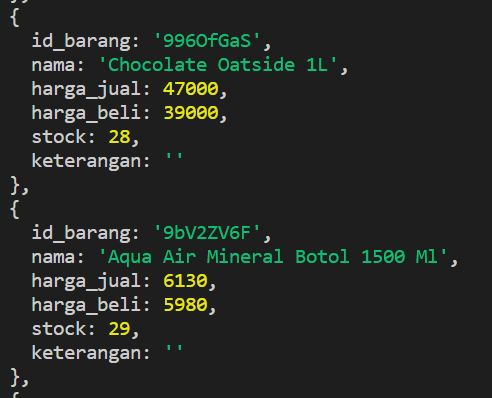 },
{
id_barang: '996OfGaS',
nama: 'Chocolate Oatside 1L',
harga_jual: 47000,
harga_beli: 39000,
stock: 28,
keterangan: ''
},
{
id_barang: '9bV2ZV6F',
nama: 'Aqua Air Mineral Botol 1500 Ml',
harga_jual: 6130,
harga_beli: 5980,
stock: 29,
keterangan: ''
},
{